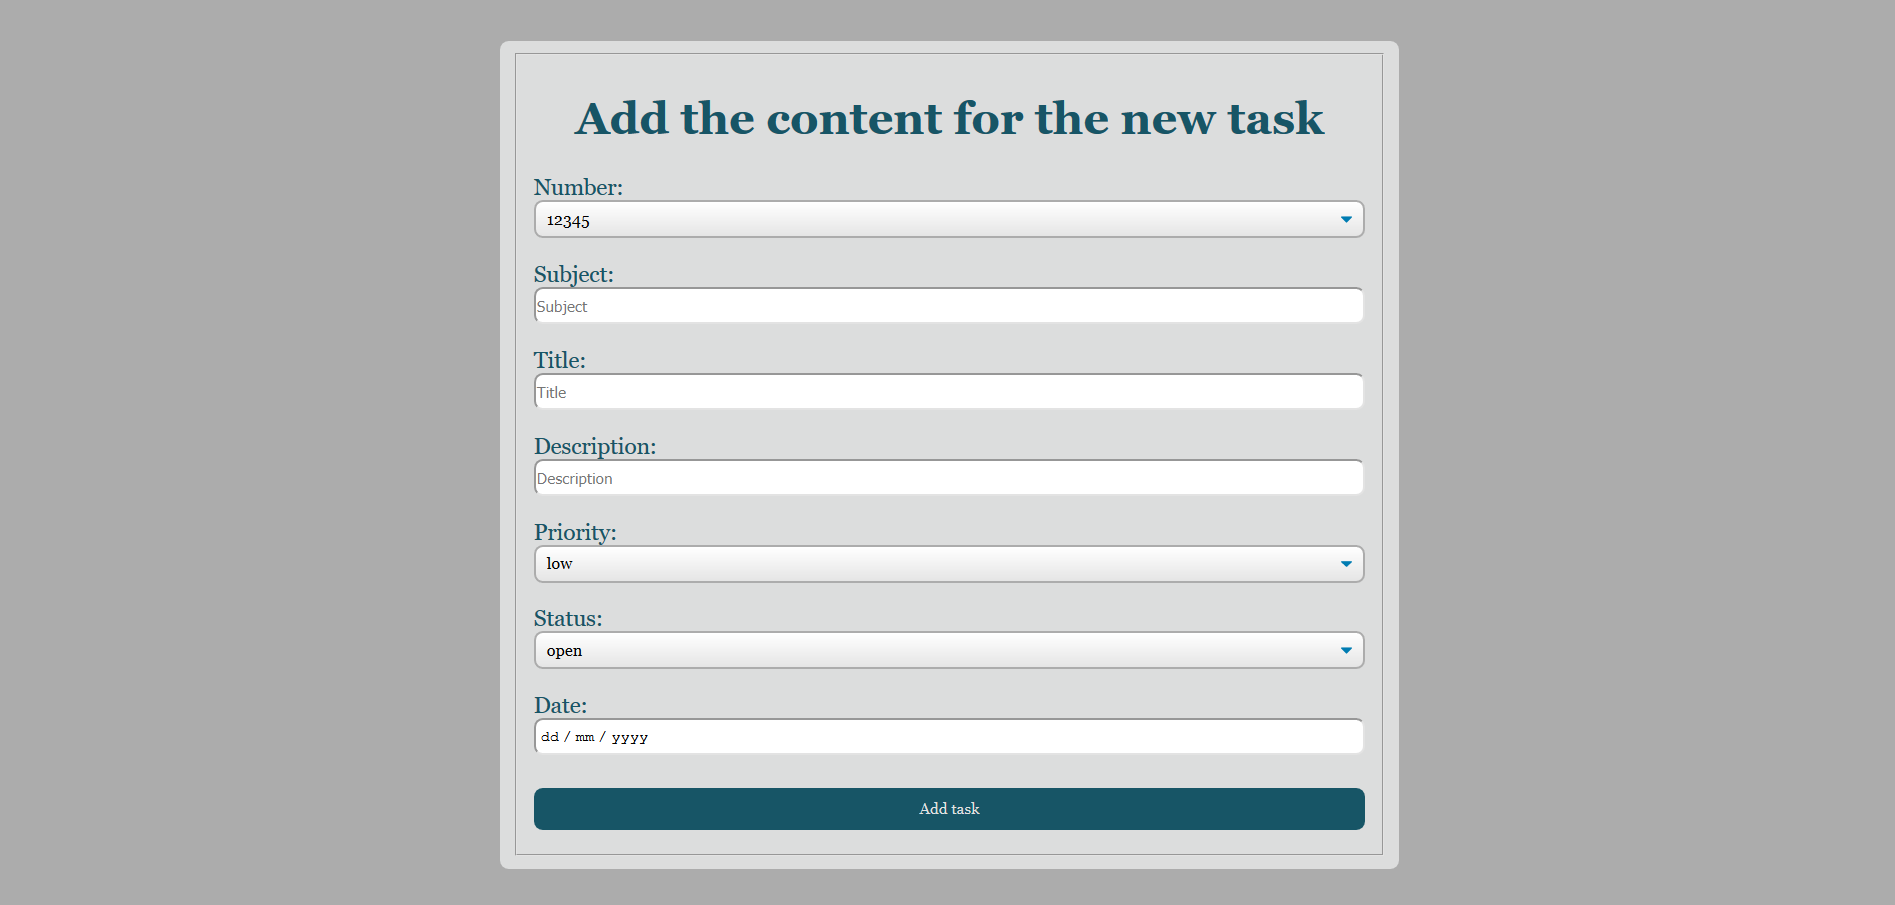 Add the content for the new task
Number:
12345
Subject:
Subject
Title:
Title
Description:
Description
Priority:
low
Status:
open
Date:
dd / mm / yyyy
Add task